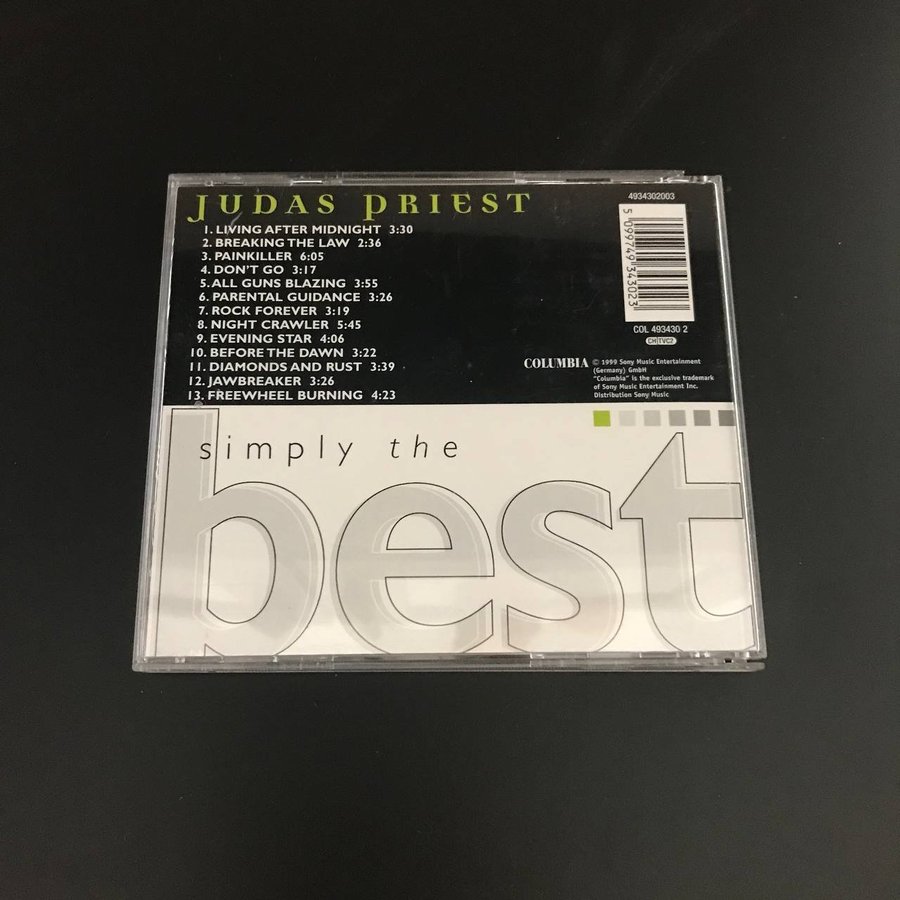 JUDAS PRIEST
1. LIVING AFTER MIDNIGHT 3:30
2. BREAKING THE LAW 2:36
3. PAINKILLER 6:05
4. DON'T GO 3:17
5. ALL GUNS BLAZING 3:55
6. PARENTAL GUIDANCE 3:26
7. ROCK FOREVER 3:19
8. NIGHT CRAWLER 5:45
9. EVENING STAR 4:06
10. BEFORE THE DAWN 3:22
11. DIAMONDS AND RUST 3:39
12. JAWBREAKER 3:26
13. FREEWHEEL BURNING 4:23
4934302003
5 099749 343023
COL 493430 2
CH|TVC2
COLUMBIA © 1999 Sony Music Entertainment
(Germany) GmbH
"Columbia" is the exclusive trademark
of Sony Music Entertainment Inc.
Distribution Sony Music
simply the
best